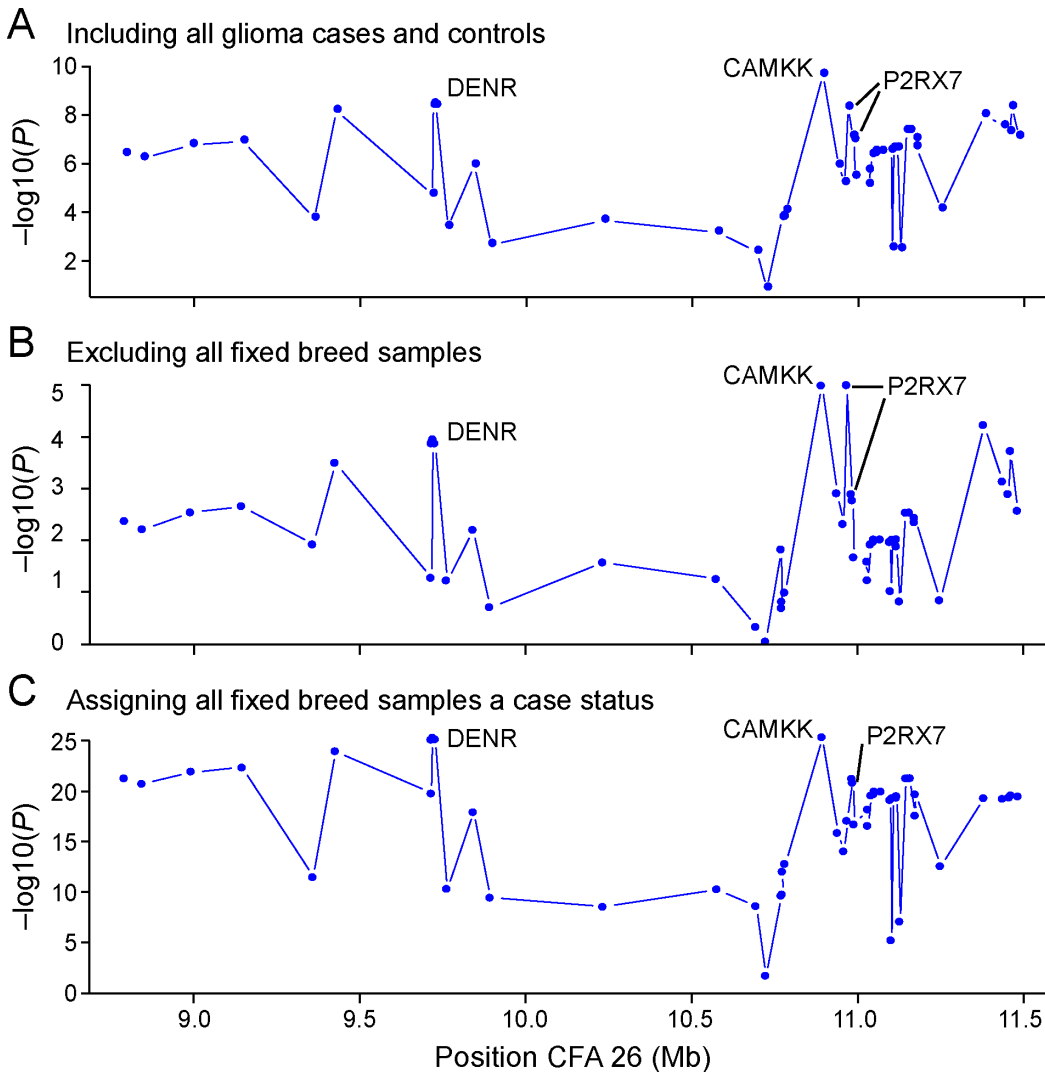 A Including all glioma cases and controls
10
8
6
4
2
–log10(P)
DENR
CAMKK
P2RX7
B Excluding all fixed breed samples
5
4
3
2
1
0
–log10(P)
DENR
CAMKK
P2RX7
C Assigning all fixed breed samples a case status
25
20
15
10
5
0
–log10(P)
DENR
CAMKK
P2RX7
9.0 9.5 10.0 10.5 11.0 11.5
Position CFA 26 (Mb)